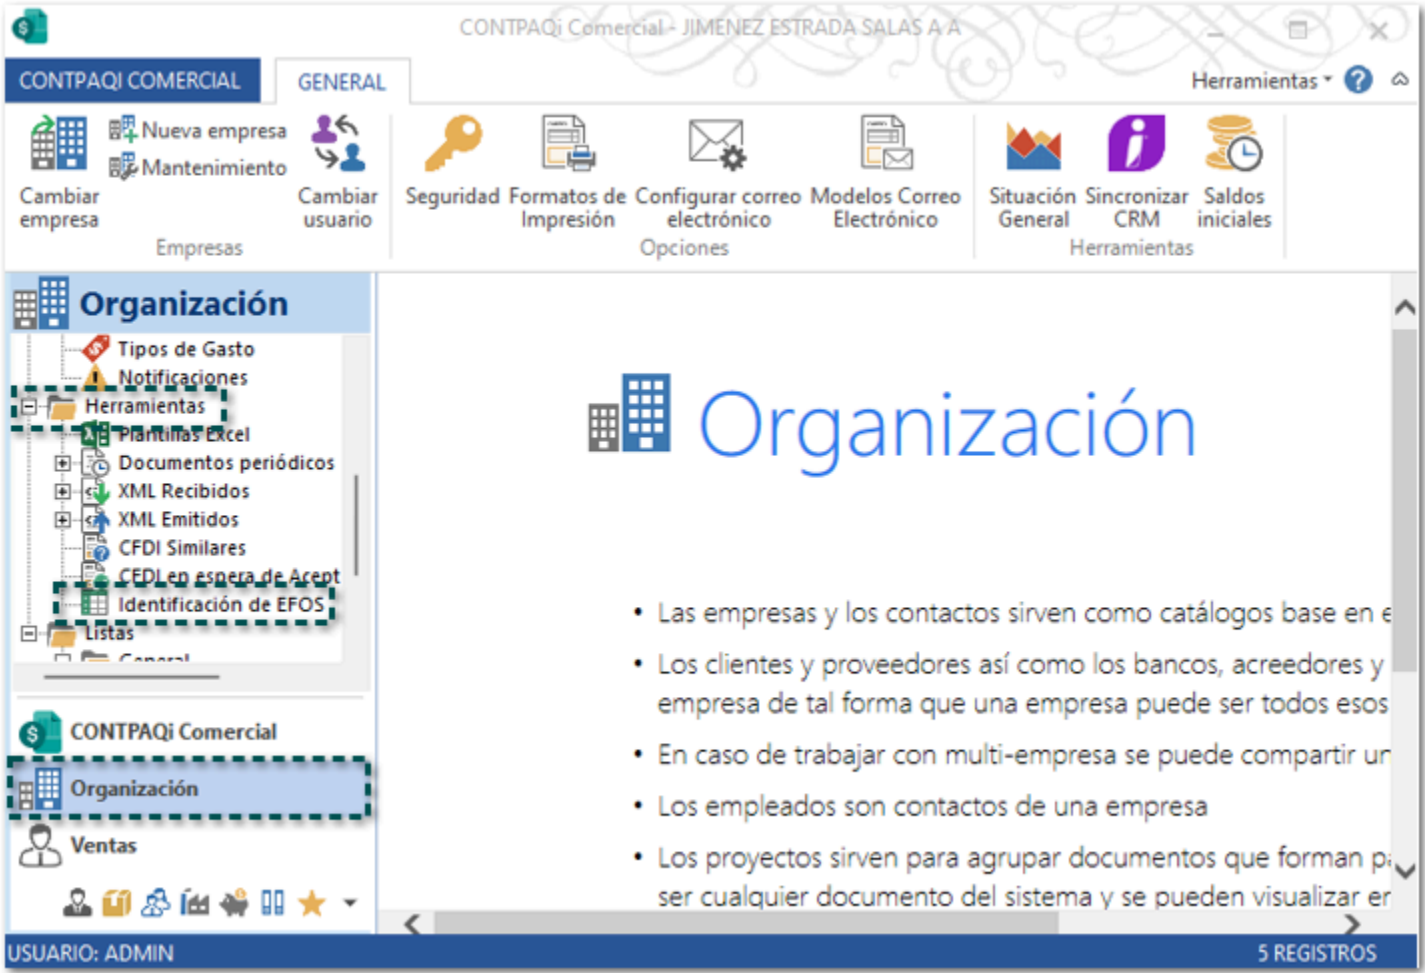 CONTPAQi Comercial - JIMENEZ ESTRADA SALAS A A
CONTPAQI COMERCIAL
GENERAL
Herramientas
Cambiar
empresa
Nueva empresa
Mantenimiento
Cambiar
usuario
Empresas
Seguridad
Formatos de
Impresión
Configurar correo
electrónico
Modelos Correo
Electrónico
Opciones
Situación
General
Sincronizar
CRM
Saldos
iniciales
Herramientas
Organización
Tipos de Gasto
Notificaciones
Herramientas
Plantillas Excel
Documentos periódicos
XML Recibidos
XML Emitidos
CFDI Similares
CFDI en espera de Acept
Identificación de EFOS
Listas
General
CONTPAQi Comercial
Organización
Ventas
Organización
• Las empresas y los contactos sirven como catálogos base en e
• Los clientes y proveedores así como los bancos, acreedores y
empresa de tal forma que una empresa puede ser todos esos
• En caso de trabajar con multi-empresa se puede compartir un
• Los empleados son contactos de una empresa
• Los proyectos sirven para agrupar documentos que forman pa
ser cualquier documento del sistema y se pueden visualizar en
USUARIO: ADMIN
5 REGISTROS